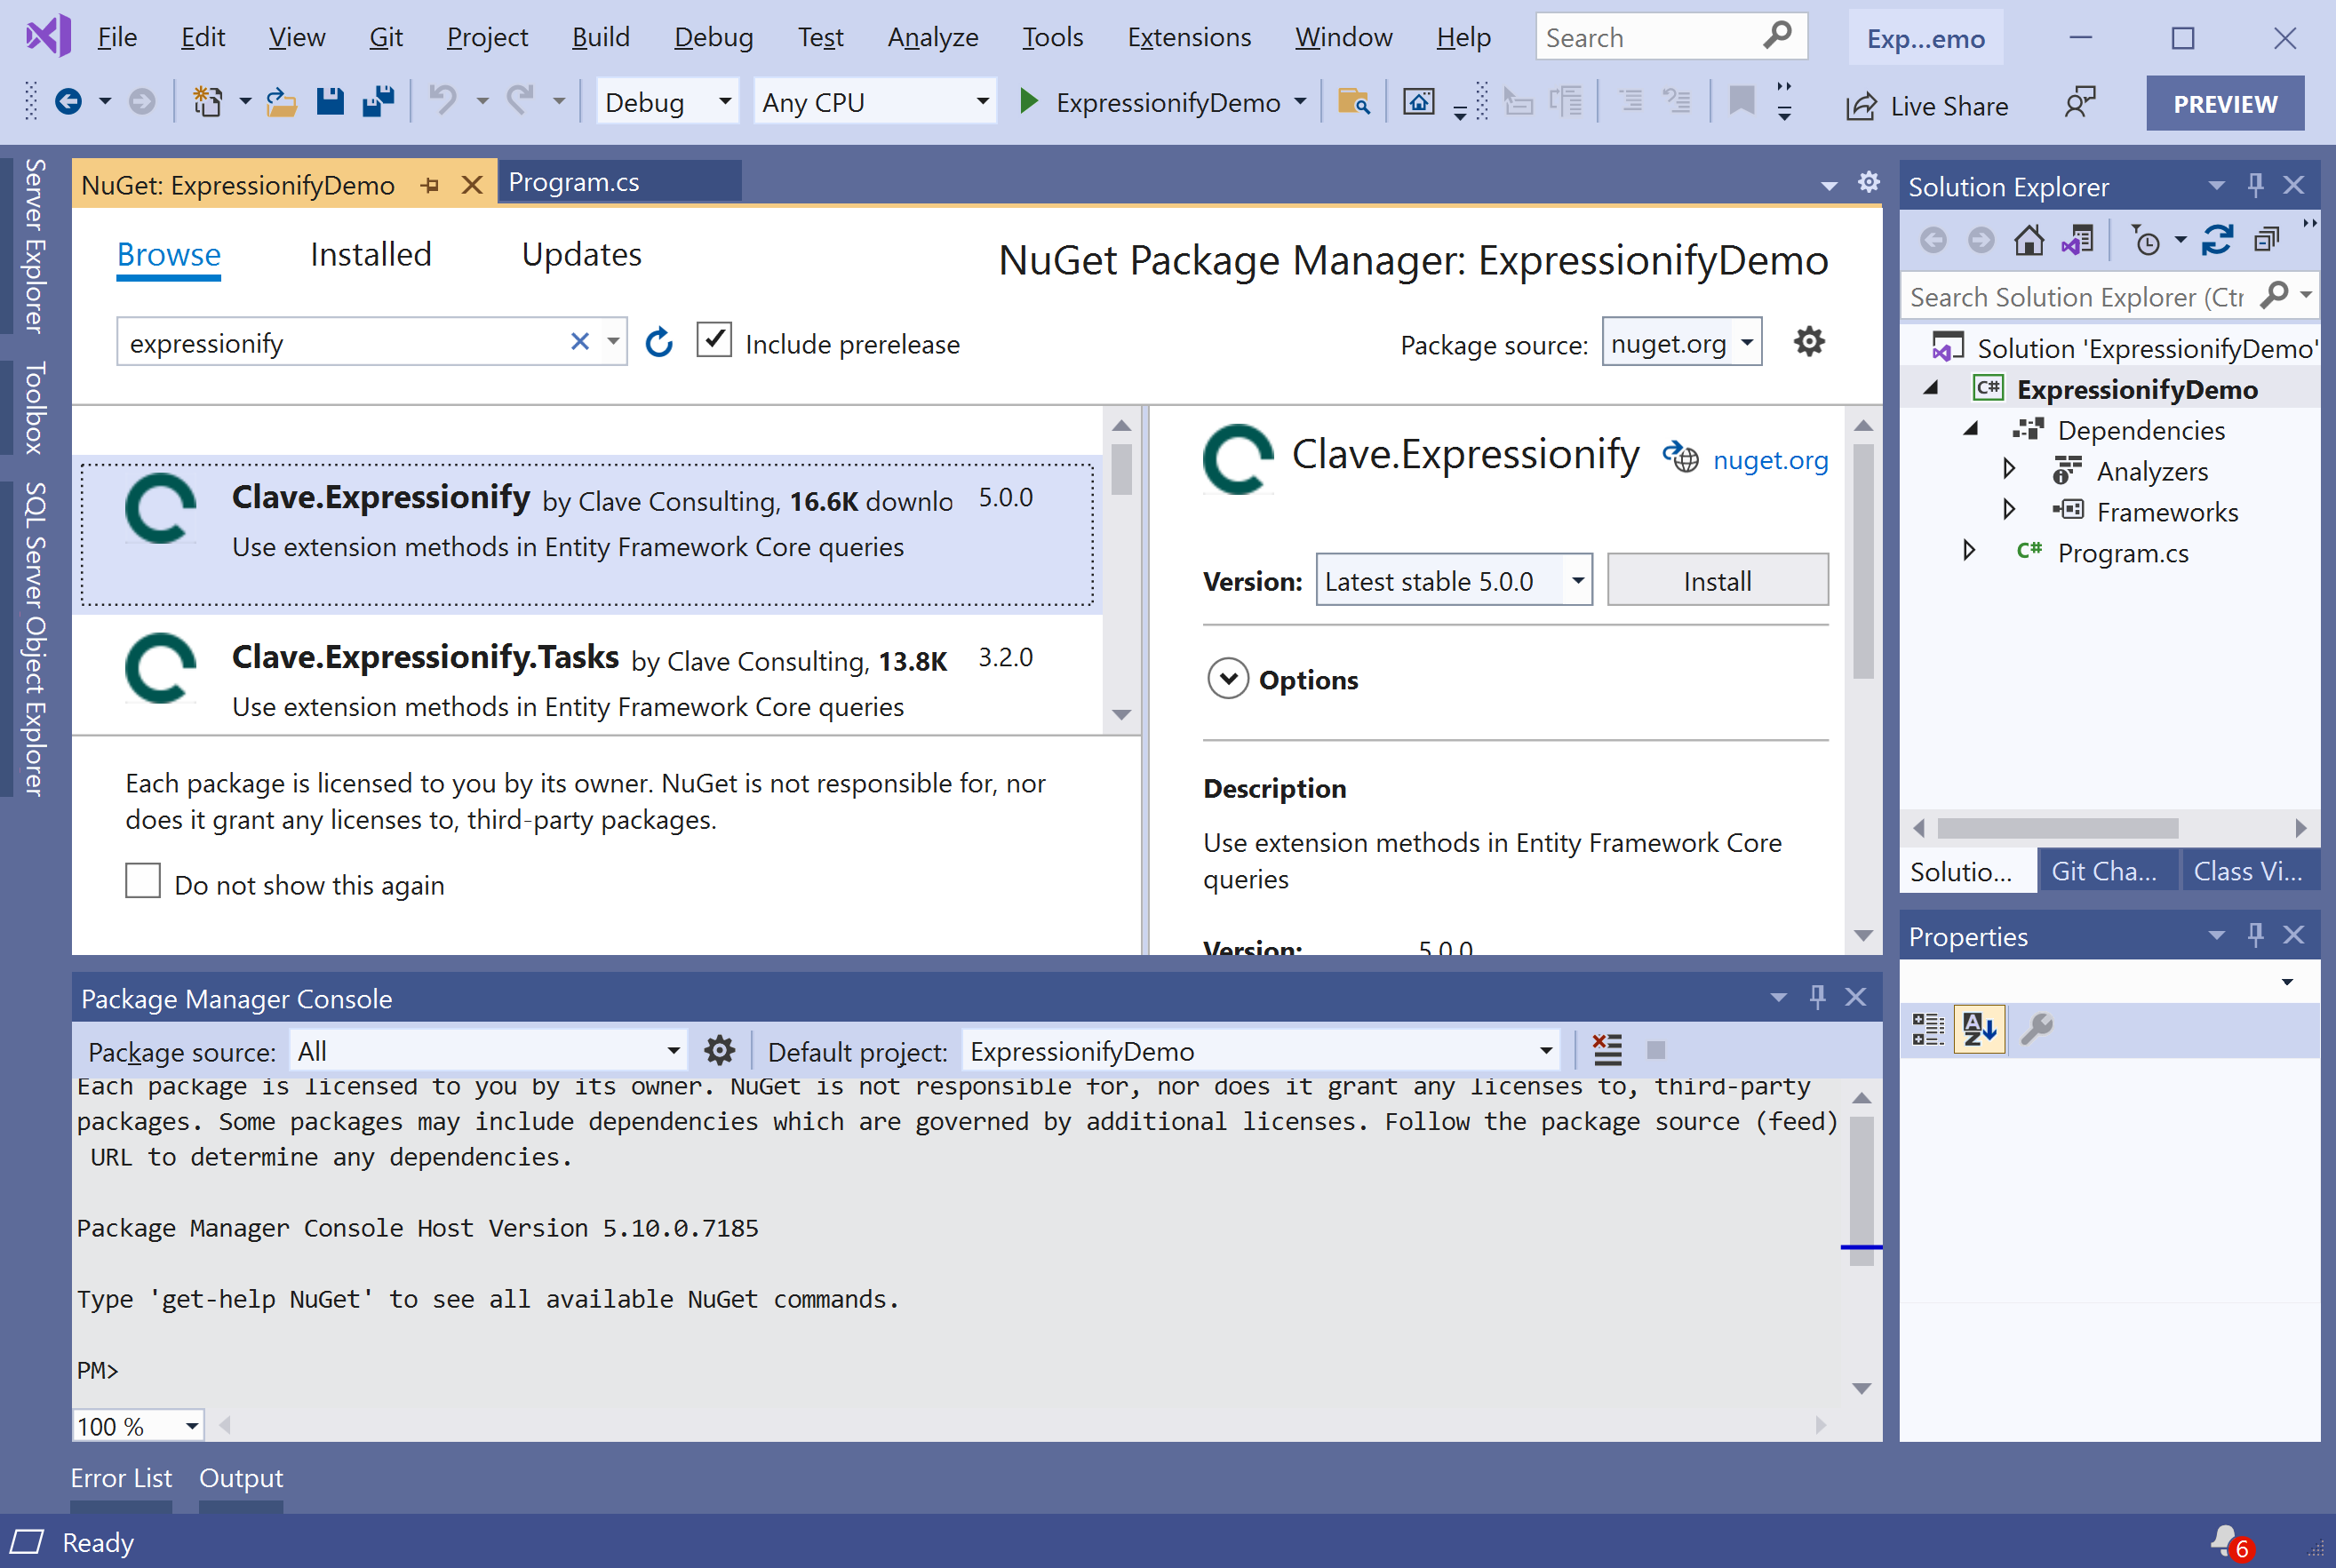 File Edit View Git Project Build Debug Test Analyze Tools Extensions Window Help Search Exp...emo
Debug Any CPU ExpressionifyDemo Live Share PREVIEW
Server Explorer
Toolbox
SQL Server Object Explorer
NuGet: ExpressionifyDemo Program.cs
Browse Installed Updates NuGet Package Manager: ExpressionifyDemo
expressionify Include prerelease Package source: nuget.org
Clave.Expressionify by Clave Consulting, 16.6K downlo 5.0.0
Use extension methods in Entity Framework Core queries
Clave.Expressionify.Tasks by Clave Consulting, 13.8K 3.2.0
Use extension methods in Entity Framework Core queries
Each package is licensed to you by its owner. NuGet is not responsible for, nor
does it grant any licenses to, third-party packages.
Do not show this again
Clave.Expressionify nuget.org
Version: Latest stable 5.0.0 Install
Options
Description
Use extension methods in Entity Framework Core
queries
Version: 5.0.0
Solution Explorer
Search Solution Explorer (Ctr
Solution 'ExpressionifyDemo'
C# ExpressionifyDemo
Dependencies
Analyzers
Frameworks
C# Program.cs
Solutio... Git Cha... Class Vi...
Properties
Package Manager Console
Package source: All Default project: ExpressionifyDemo
Each package is licensed to you by its owner. NuGet is not responsible for, nor does it grant any licenses to, third-party
packages. Some packages may include dependencies which are governed by additional licenses. Follow the package source (feed)
URL to determine any dependencies.
Package Manager Console Host Version 5.10.0.7185
Type 'get-help NuGet' to see all available NuGet commands.
PM>
100 %
Error List Output
Ready 6